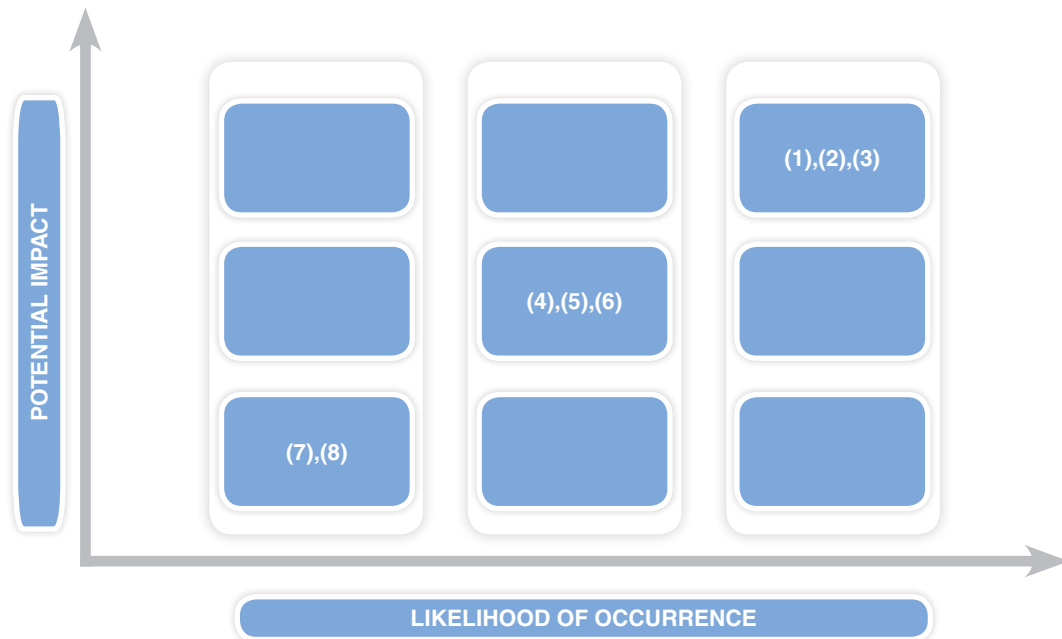 POTENTIAL IMPACT
(1),(2),(3)
(4),(5),(6)
(7),(8)
LIKELIHOOD OF OCCURRENCE